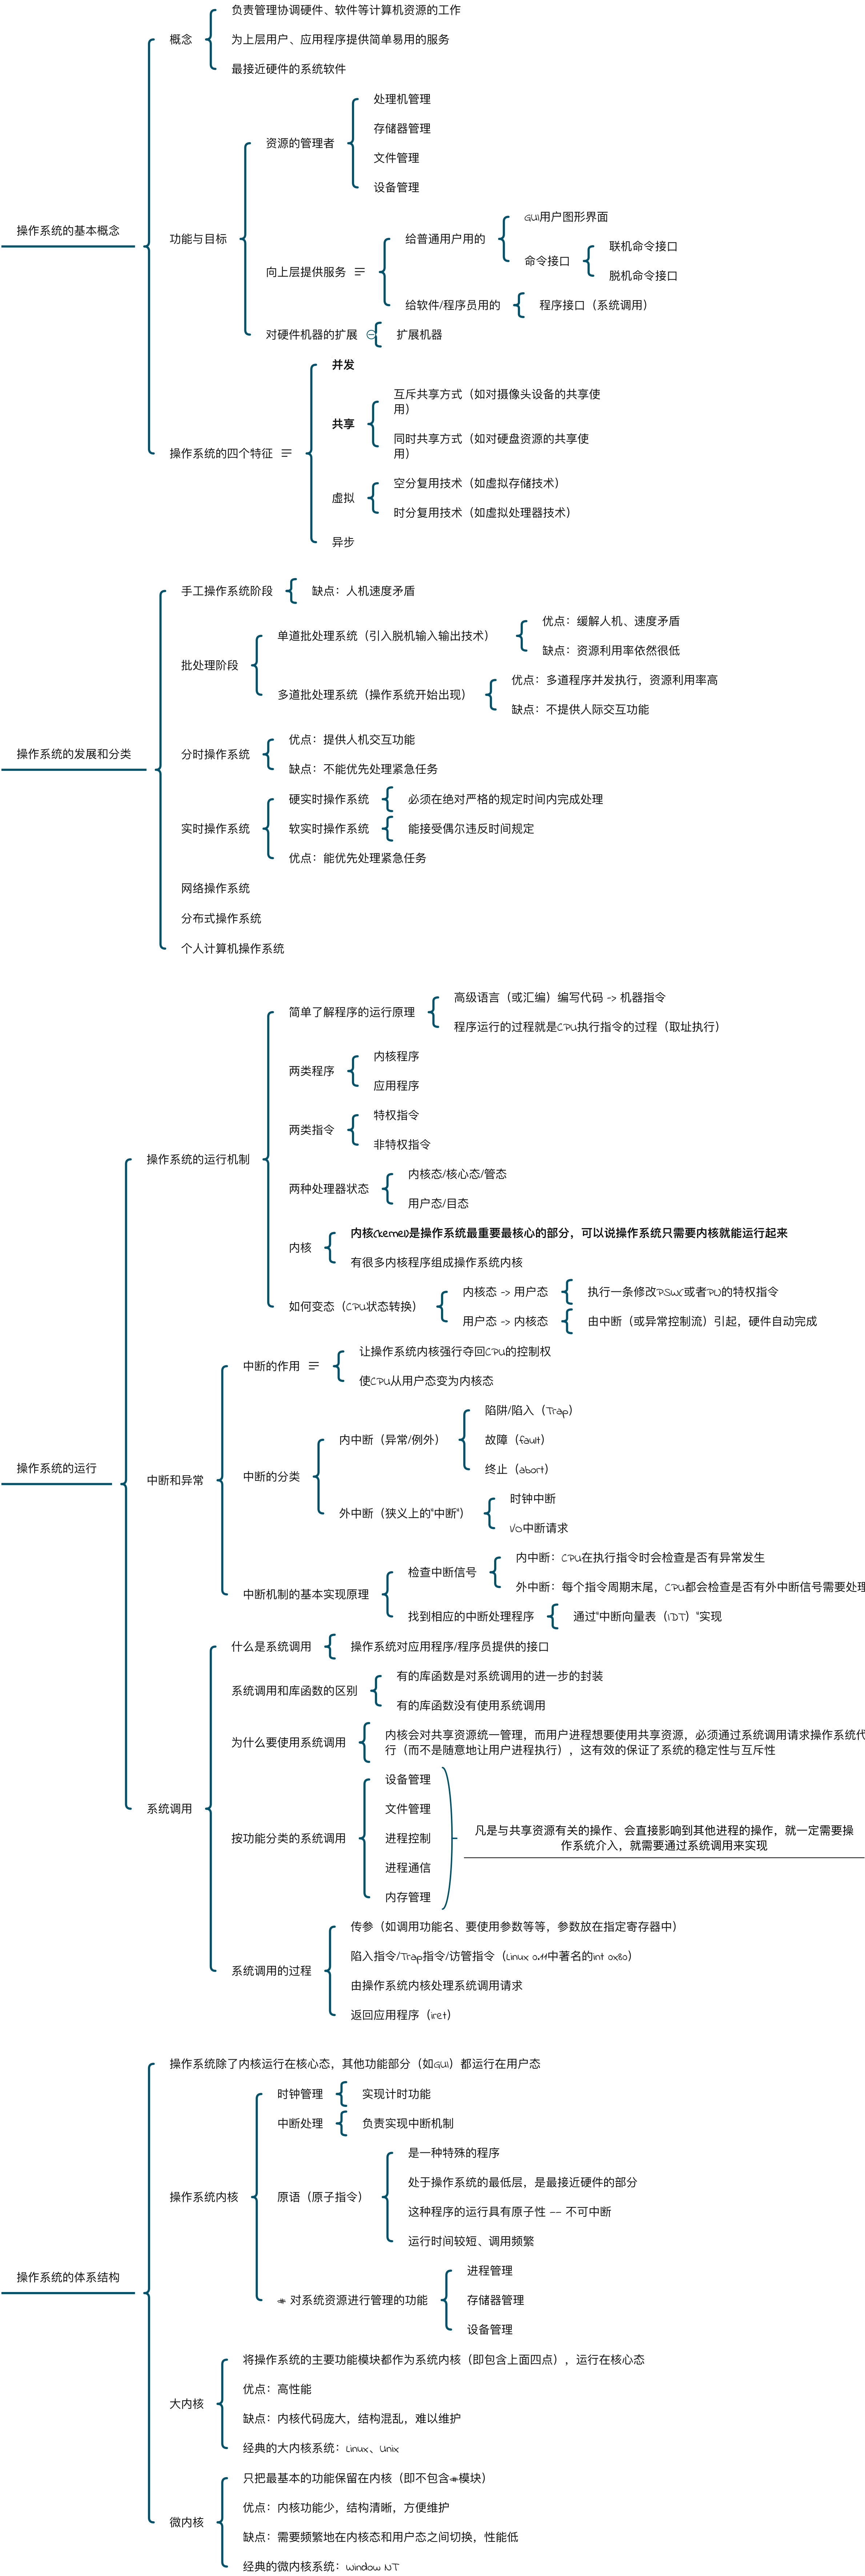 操作系统的基本概念
概念
负责管理协调硬件、软件等计算机资源的工作
为上层用户、应用程序提供简单易用的服务
最接近硬件的系统软件
功能与目标
资源的管理者
处理机管理
存储器管理
文件管理
设备管理
向上层提供服务
给普通用户用的
GUI用户图形界面
命令接口
联机命令接口
脱机命令接口
给软件/程序员用的
程序接口（系统调用）
对硬件机器的扩展
扩展机器
操作系统的四个特征
并发
共享
互斥共享方式（如对摄像头设备的共享使
用）
同时共享方式（如对硬盘资源的共享使
用）
虚拟
空分复用技术（如虚拟存储技术）
时分复用技术（如虚拟处理器技术）
异步
操作系统的发展和分类
手工操作系统阶段
缺点：人机速度矛盾
批处理阶段
单道批处理系统（引入脱机输入输出技术）
优点：缓解人机、速度矛盾
缺点：资源利用率依然很低
多道批处理系统（操作系统开始出现）
优点：多道程序并发执行，资源利用率高
缺点：不提供人际交互功能
分时操作系统
优点：提供人机交互功能
缺点：不能优先处理紧急任务
实时操作系统
硬实时操作系统
必须在绝对严格的规定时间内完成处理
软实时操作系统
能接受偶尔违反时间规定
优点：能优先处理紧急任务
网络操作系统
分布式操作系统
个人计算机操作系统
操作系统的运行
操作系统的运行机制
简单了解程序的运行原理
高级语言（或汇编）编写代码 -> 机器指令
程序运行的过程就是CPU执行指令的过程（取址执行）
两类程序
内核程序
应用程序
两类指令
特权指令
非特权指令
两种处理器状态
内核态/核心态/管态
用户态/目态
内核
内核(kernel)是操作系统最重要最核心的部分，可以说操作系统只需要内核就能运行起来
有很多内核程序组成操作系统内核
如何变态（CPU状态转换）
内核态 -> 用户态
执行一条修改PSW(或者PL)的特权指令
用户态 -> 内核态
由中断（或异常控制流）引起，硬件自动完成
中断和异常
中断的作用
让操作系统内核强行夺回CPU的控制权
使CPU从用户态变为内核态
中断的分类
内中断（异常/例外）
陷阱/陷入（Trap）
故障（fault）
终止（abort）
外中断（狭义上的"中断"）
时钟中断
I/O中断请求
中断机制的基本实现原理
检查中断信号
内中断：CPU在执行指令时会检查是否有异常发生
外中断：每个指令周期末尾，CPU都会检查是否有外中断信号需要处理
找到相应的中断处理程序
通过"中断向量表（IDT）"实现
系统调用
什么是系统调用
操作系统对应用程序/程序员提供的接口
系统调用和库函数的区别
有的库函数是对系统调用的进一步的封装
有的库函数没有使用系统调用
为什么要使用系统调用
内核会对共享资源统一管理，而用户进程想要使用共享资源，必须通过系统调用请求操作系统代
行（而不是随意地让用户进程执行），这有效的保证了系统的稳定性与互斥性
按功能分类的系统调用
设备管理
文件管理
进程控制
进程通信
内存管理
凡是与共享资源有关的操作、会直接影响到其他进程的操作，就一定需要操
作系统介入，就需要通过系统调用来实现
系统调用的过程
传参（如调用功能名、要使用参数等等，参数放在指定寄存器中）
陷入指令/Trap指令/访管指令（Linux 0.11中著名的int 0x80）
由操作系统内核处理系统调用请求
返回应用程序（iret）
操作系统的体系结构
操作系统除了内核运行在核心态，其他功能部分（如GUI）都运行在用户态
操作系统内核
时钟管理
实现计时功能
中断处理
负责实现中断机制
原语（原子指令）
是一种特殊的程序
处于操作系统的最低层，是最接近硬件的部分
这种程序的运行具有原子性 -- 不可中断
运行时间较短、调用频繁
* 对系统资源进行管理的功能
进程管理
存储器管理
设备管理
大内核
将操作系统的主要功能模块都作为系统内核（即包含上面四点），运行在核心态
优点：高性能
缺点：内核代码庞大，结构混乱，难以维护
经典的大内核系统：Linux、Unix
微内核
只把最基本的功能保留在内核（即不包含*模块）
优点：内核功能少，结构清晰，方便维护
缺点：需要频繁地在内核态和用户态之间切换，性能低
经典的微内核系统：Window NT